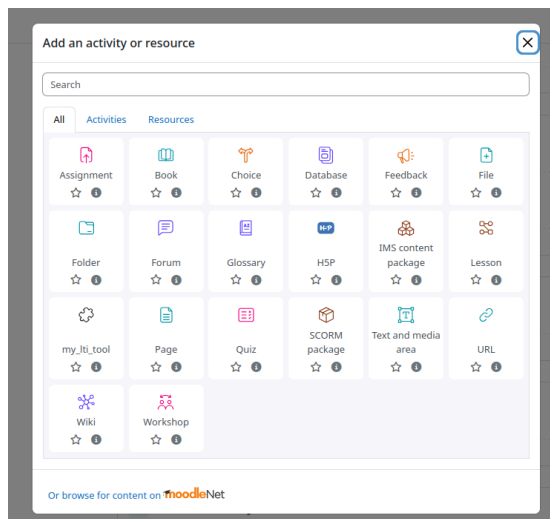 Add an activity or resource
Search
All Activities Resources
Assignment Book Choice Database Feedback File
Folder Forum Glossary H5P IMS content package Lesson
my_lti_tool Page Quiz SCORM package Text and media area URL
Wiki Workshop
Or browse for content on moodleNet